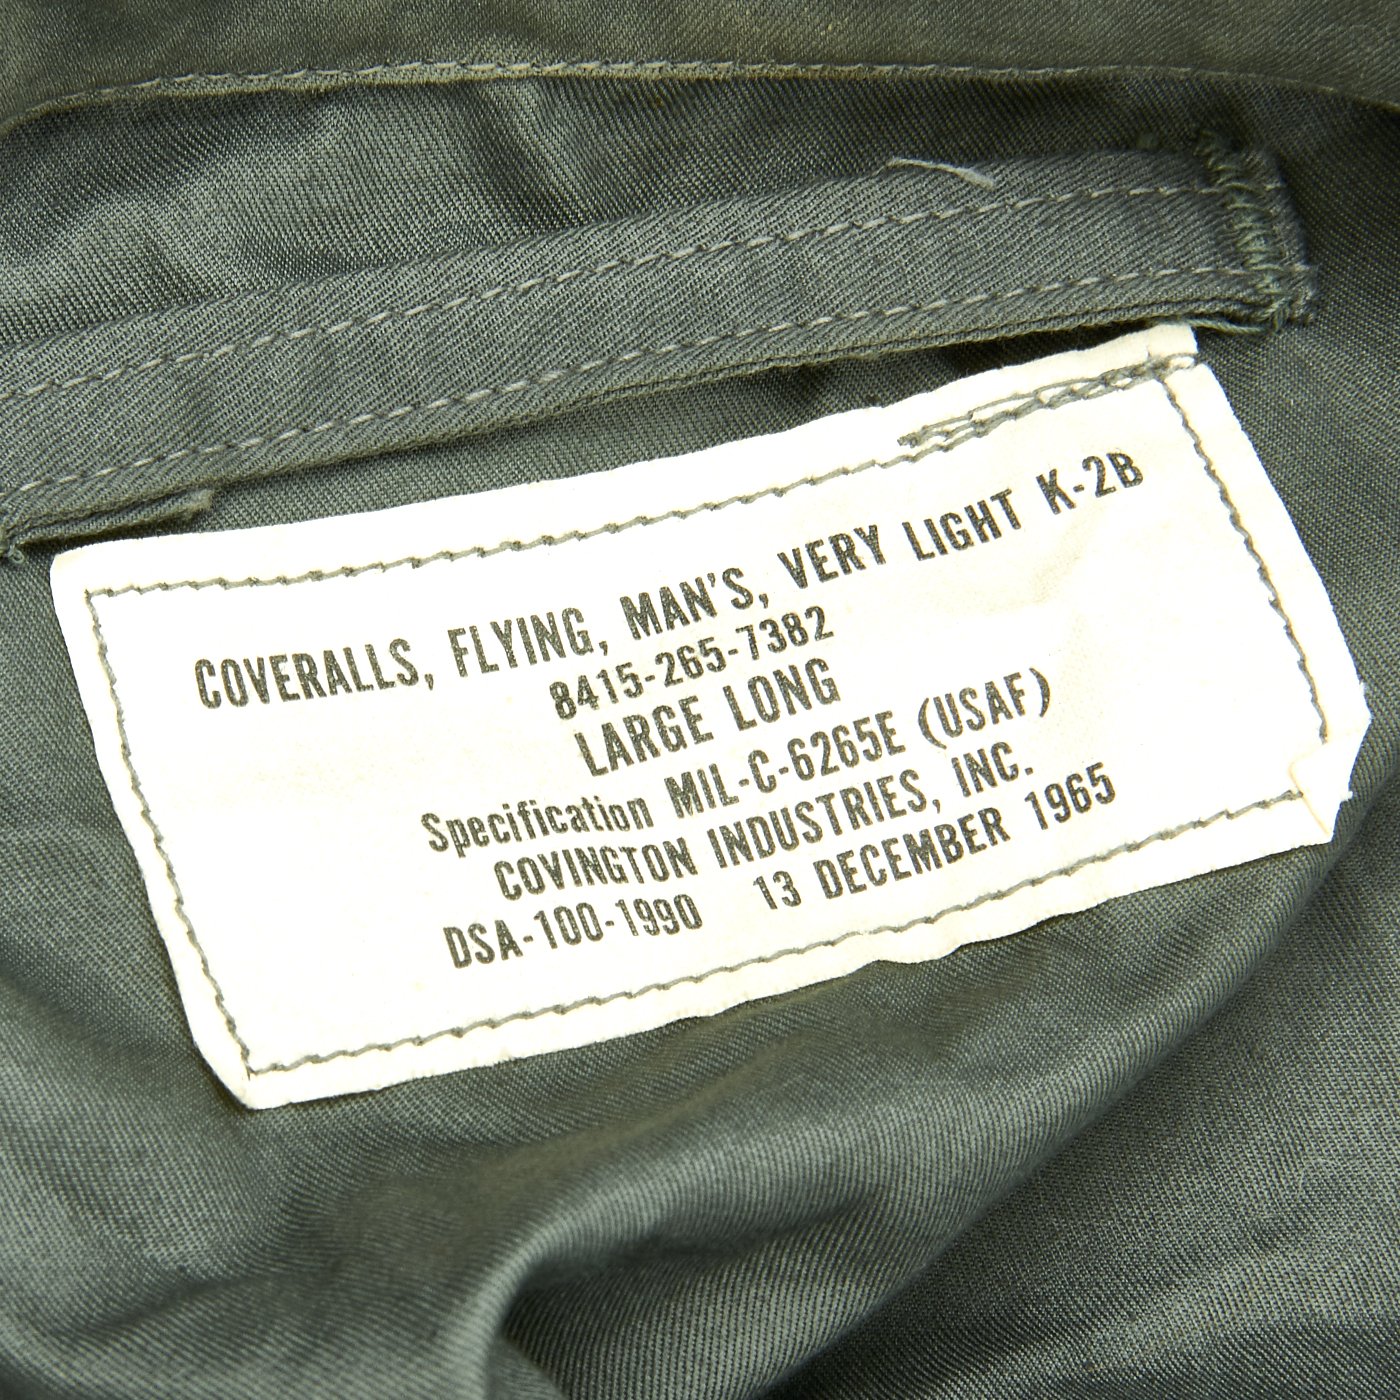 COVERALLS, FLYING, MAN'S, VERY LIGHT K-2B
8415-265-7382
LARGE LONG
Specification MIL-C-6265E (USAF)
COVINGTON INDUSTRIES, INC.
DSA-100-1990 13 DECEMBER 1965